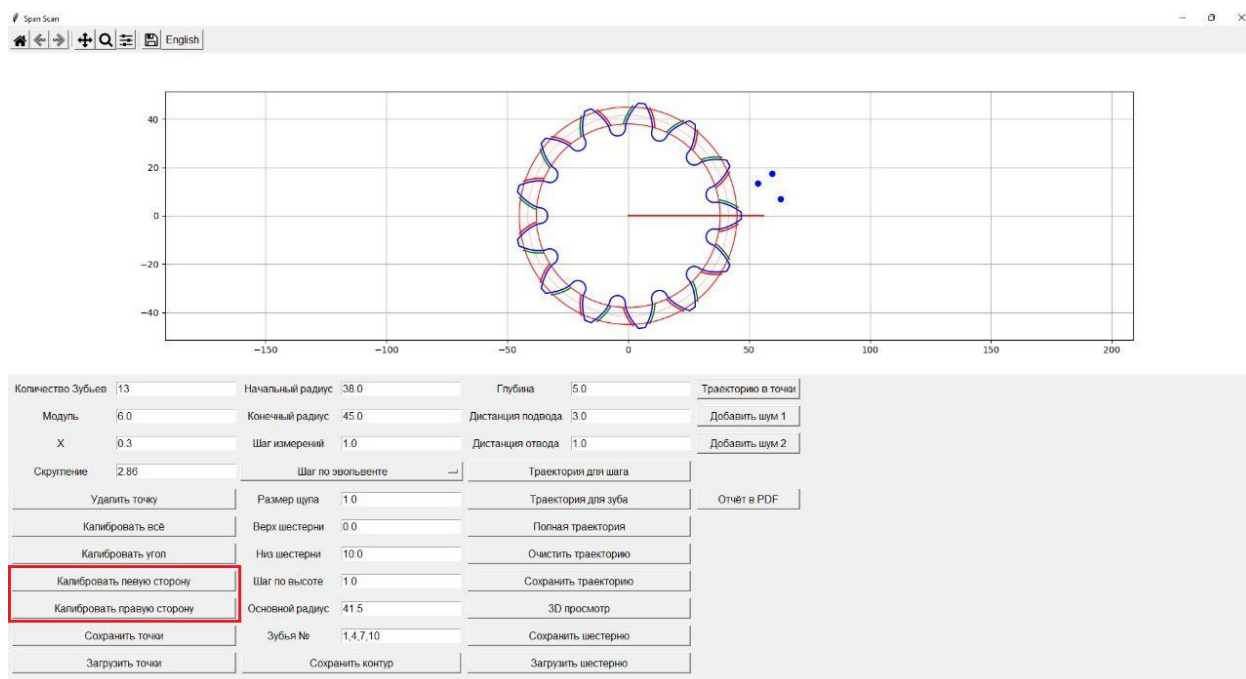 Span Scan
English
40
20
0
−20
−40
−150 −100 −50 0 50 100 150 200
Количество Зубьев 13 Начальный радиус 38.0 Глубина 5.0 Траекторию в точки
Модуль 6.0 Конечный радиус 45.0 Дистанция подвода 3.0 Добавить шум 1
X 0.3 Шаг измерений 1.0 Дистанция отвода 1.0 Добавить шум 2
Скругление 2.86 Шаг по эвольвенте Траектория для шага
Удалить точку Размер щупа 1.0 Траектория для зуба Отчёт в PDF
Калибровать всё Верх шестерни 0.0 Полная траектория
Калибровать угол Низ шестерни 10.0 Очистить траекторию
Калибровать левую сторону Шаг по высоте 1.0 Сохранить траекторию
Калибровать правую сторону Основной радиус 41.5 3D просмотр
Сохранить точки Зубья № 1,4,7,10 Сохранить шестерню
Загрузить точки Сохранить контур Загрузить шестерню